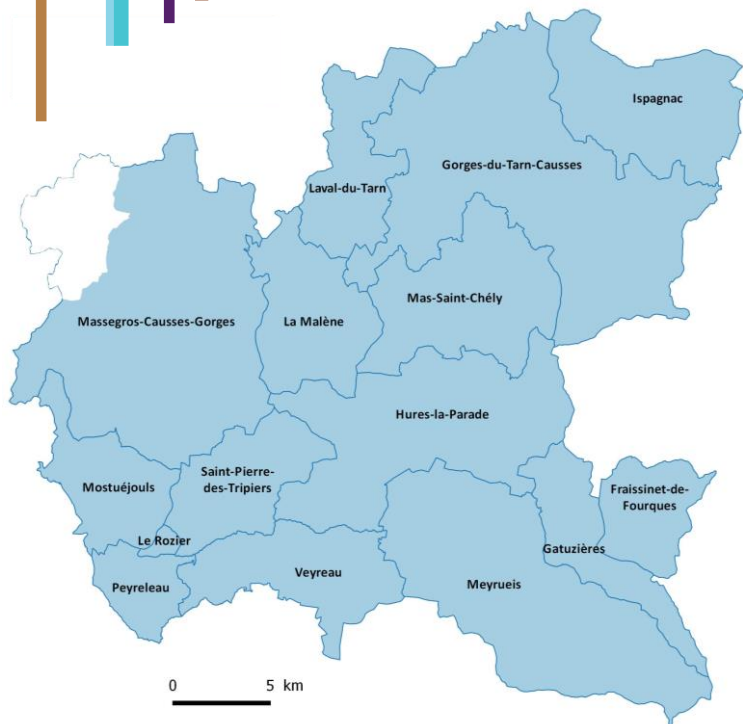 Ispagnac
Gorges-du-Tarn-Causses
Laval-du-Tarn
Mas-Saint-Chély
Massegros-Causses-Gorges
La Malène
Hures-la-Parade
Saint-Pierre-
des-Tripiers
Mostuéjouls
Fraissinet-de-
Fourques
Le Rozier
Gatuzières
Veyreau
Meyrueis
Peyreleau
0 5 km